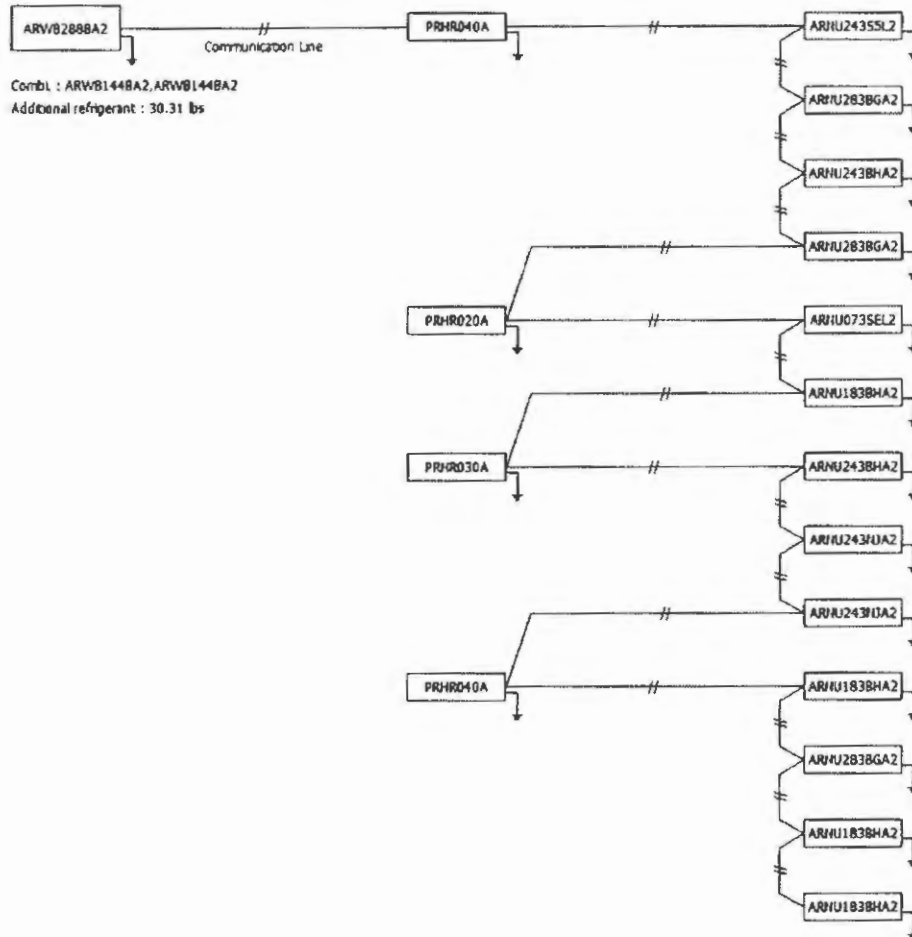 ARWB288BA2 PRHR040A ARNU243SSL2
Communication Line
Combi. : ARWB144BA2,ARWB144BA2
Additional refrigerant : 30.31 lbs
ARNU283BGA2
ARNU243BHA2
ARNU283BGA2
PRHR020A ARNU073SEL2
ARNU183BHA2
PRHR030A ARNU243BHA2
ARNU243NJA2
ARNU243NJA2
PRHR040A ARNU183BHA2
ARNU283BGA2
ARNU183BHA2
ARNU183BHA2